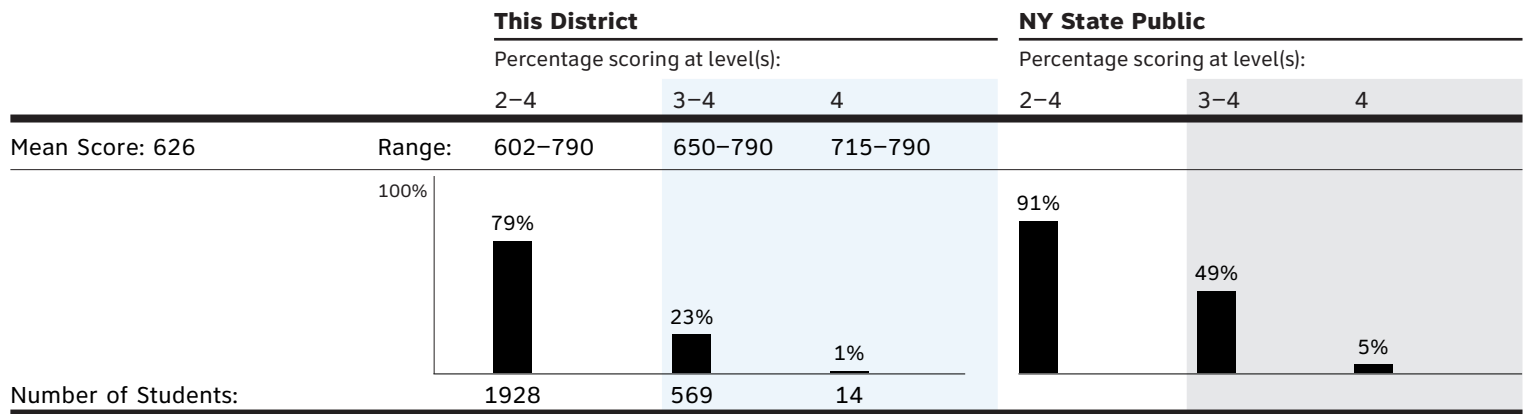 This District NY State Public
Percentage scoring at level(s): Percentage scoring at level(s):
2–4 3–4 4 2–4 3–4 4
Mean Score: 626 Range: 602–790 650–790 715–790
100%
79% 23% 1% 91% 49% 5%
Number of Students: 1928 569 14